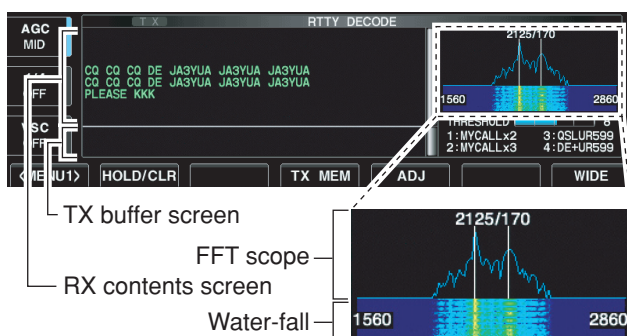 AGC
MID
TX
RTTY DECODE
2125/170
CQ CQ CQ DE JA3YUA JA3YUA JA3YUA
CQ CQ CQ DE JA3YUA JA3YUA JA3YUA
PLEASE KKK
1560
2860
OFF
VSC
OFF
THRESHOLD
8
1:MYCALLx2
3:QSLUR599
2:MYCALLx3
4:DE+UR599
<MENU1>
HOLD/CLR
TX MEM
ADJ
WIDE
TX buffer screen
2125/170
FFT scope
RX contents screen
Water-fall
1560
2860